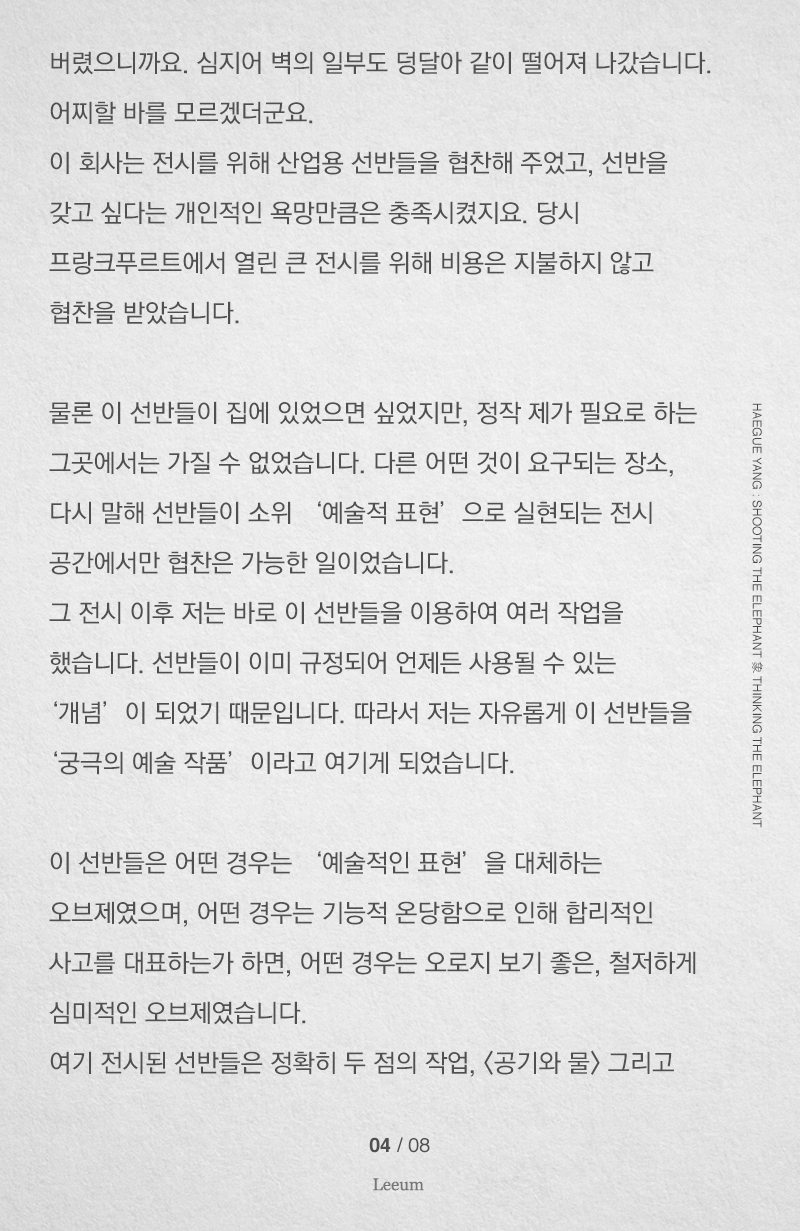 버렸으니까요. 심지어 벽의 일부도 덩달아 같이 떨어져 나갔습니다.
어찌할 바를 모르겠더군요.
이 회사는 전시를 위해 산업용 선반들을 협찬해 주었고, 선반을
갖고 싶다는 개인적인 욕망만큼은 충족시켰지요. 당시
프랑크푸르트에서 열린 큰 전시를 위해 비용은 지불하지 않고
협찬을 받았습니다.
물론 이 선반들이 집에 있었으면 싶었지만, 정작 제가 필요로 하는
그곳에서는 가질 수 없었습니다. 다른 어떤 것이 요구되는 장소,
다시 말해 선반들이 소위 ‘예술적 표현’으로 실현되는 전시
공간에서만 협찬은 가능한 일이었습니다.
그 전시 이후 저는 바로 이 선반들을 이용하여 여러 작업을
했습니다. 선반들이 이미 규정되어 언제든 사용될 수 있는
‘개념’이 되었기 때문입니다. 따라서 저는 자유롭게 이 선반들을
‘궁극의 예술 작품’이라고 여기게 되었습니다.
이 선반들은 어떤 경우는 ‘예술적인 표현’을 대체하는
오브제였으며, 어떤 경우는 기능적 온당함으로 인해 합리적인
사고를 대표하는가 하면, 어떤 경우는 오로지 보기 좋은, 철저하게
심미적인 오브제였습니다.
여기 전시된 선반들은 정확히 두 점의 작업, 〈공기와 물〉 그리고
HAEGUE YANG : SHOOTING THE ELEPHANT 象 THINKING THE ELEPHANT
04 / 08
Leeum